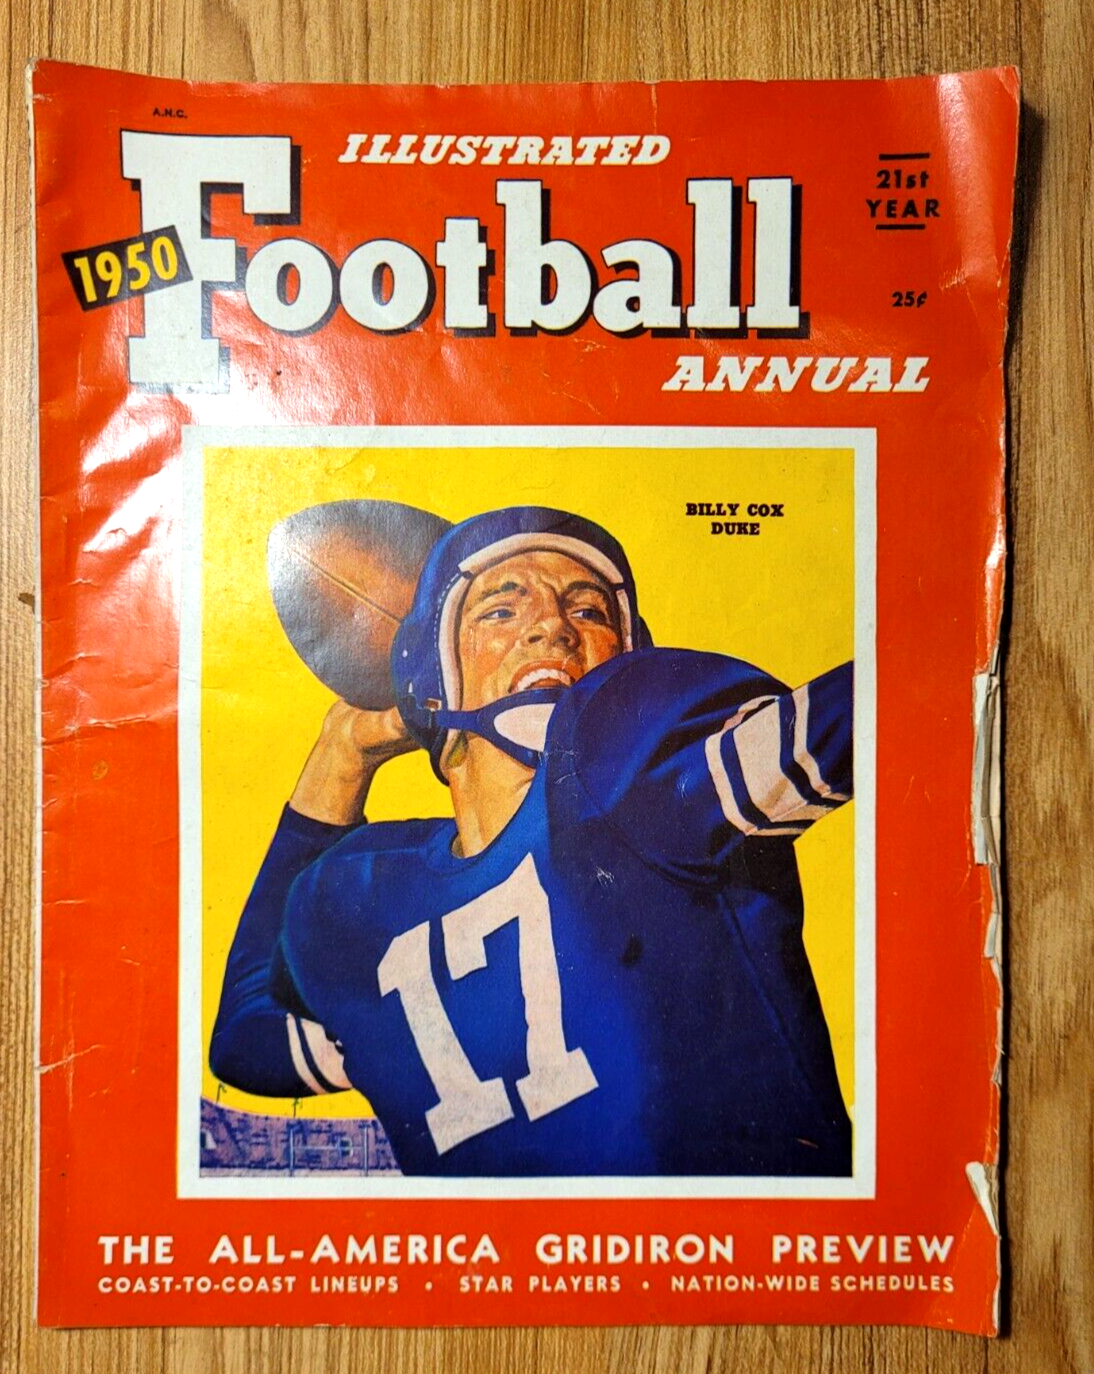 A.N.C.
ILLUSTRATED
1950
Football
21st
YEAR
25¢
ANNUAL
BILLY COX
DUKE
17
THE ALL-AMERICA GRIDIRON PREVIEW
COAST-TO-COAST LINEUPS • STAR PLAYERS • NATION-WIDE SCHEDULES